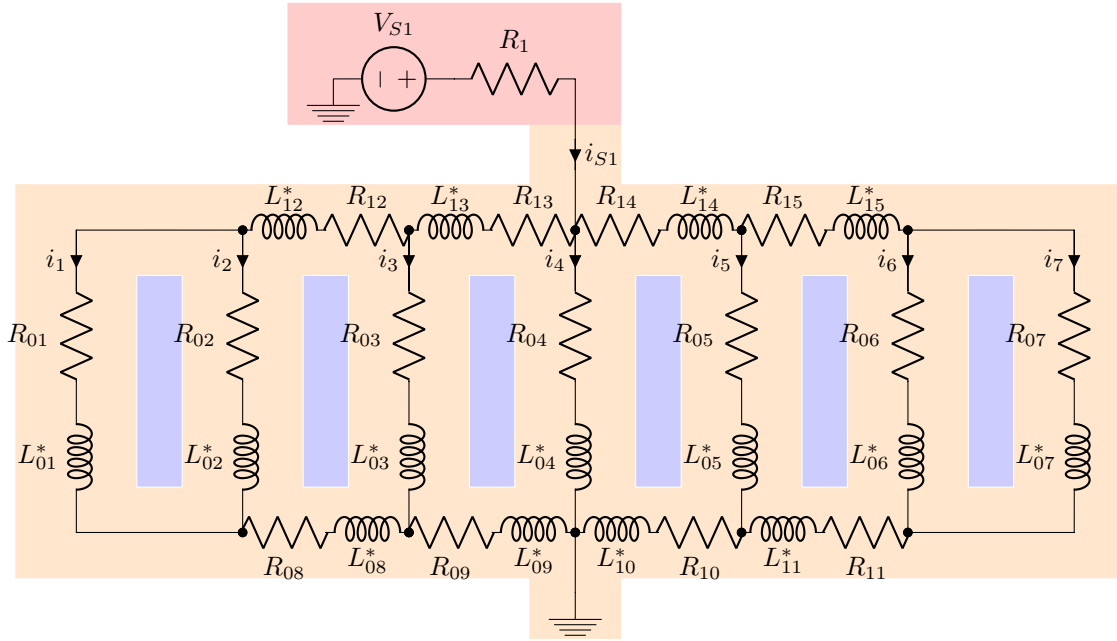 V_{S1}
R_1
i_{S1}
L^*_{12} R_{12} L^*_{13} R_{13} R_{14} L^*_{14} R_{15} L^*_{15}
i_1 i_2 i_3 i_4 i_5 i_6 i_7
R_{01} R_{02} R_{03} R_{04} R_{05} R_{06} R_{07}
L^*_{01} L^*_{02} L^*_{03} L^*_{04} L^*_{05} L^*_{06} L^*_{07}
R_{08} L^*_{08} R_{09} L^*_{09} L^*_{10} R_{10} L^*_{11} R_{11}